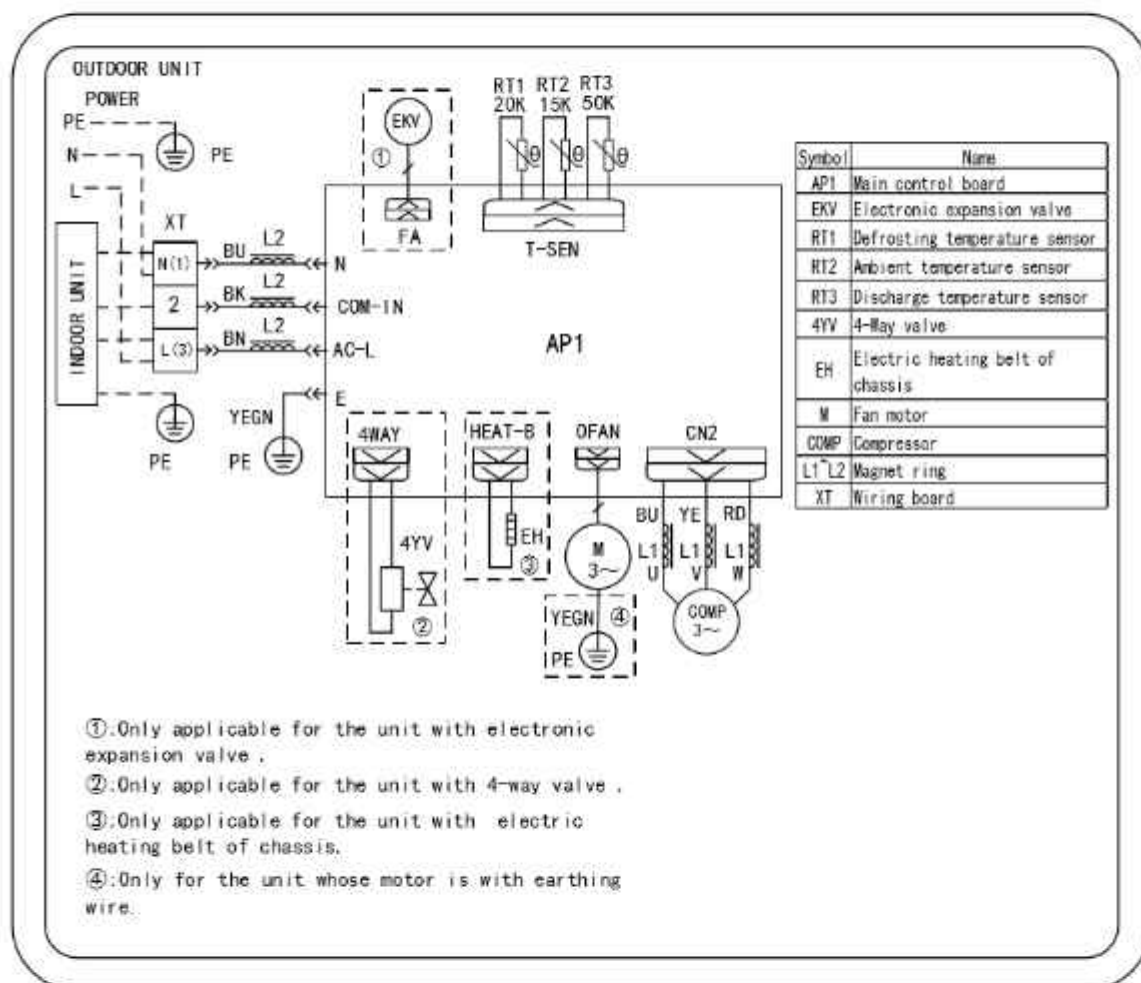 OUTDOOR UNIT
POWER
PE
N
L
PE
XT
INDOOR UNIT
N(1)
2
L(3)
BU
L2
BK
L2
BN
L2
N
COM-IN
AC-L
E
YEGN
PE
PE
EKV
①
FA
RT1 RT2 RT3
20K 15K 50K
θ θ θ
T-SEN
AP1
4WAY
4YV
②
HEAT-B
EH
③
OFAN
M
3~
YEGN ④
PE
CN2
BU YE RD
L1 L1 L1
U V W
COMP
3~
Symbol Name
AP1 Main control board
EKV Electronic expansion valve
RT1 Defrosting temperature sensor
RT2 Ambient temperature sensor
RT3 Discharge temperature sensor
4YV 4-Way valve
EH Electric heating belt of
chassis
M Fan motor
COMP Compressor
L1~L2 Magnet ring
XT Wiring board
①:Only applicable for the unit with electronic
expansion valve .
②:Only applicable for the unit with 4-way valve .
③:Only applicable for the unit with electric
heating belt of chassis.
④:Only for the unit whose motor is with earthing
wire.